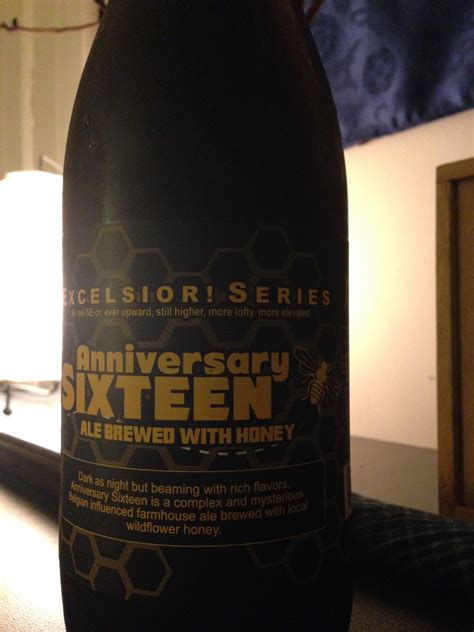 EXCELSIOR! SERIES
ever upward, still higher, more lofty, more elevated
Anniversary
SIXTEEN
ALE BREWED WITH HONEY
Dark as night but beaming with rich flavors,
Anniversary Sixteen is a complex and mysterious
Belgian influenced farmhouse ale brewed with local
wildflower honey.